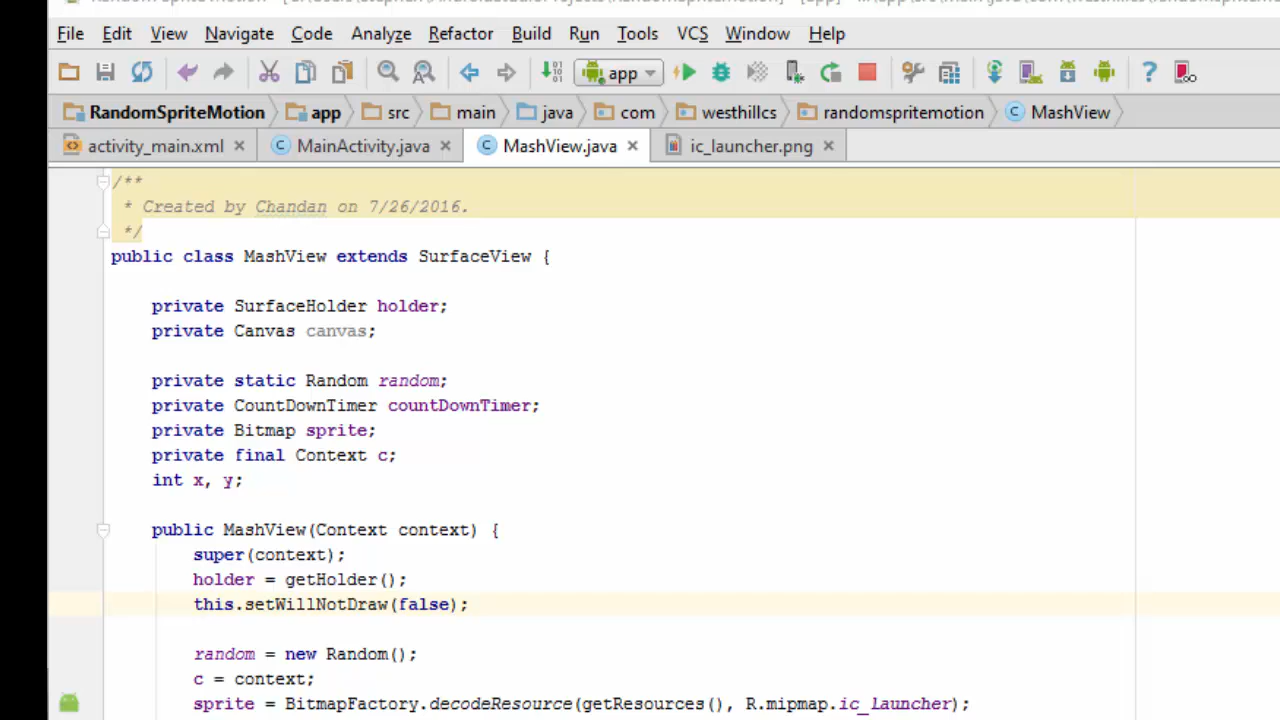 File Edit View Navigate Code Analyze Refactor Build Run Tools VCS Window Help
app
RandomSpriteMotion app src main java com westhillcs randomspritemotion MashView
activity_main.xml MainActivity.java MashView.java ic_launcher.png
/**
* Created by Chandan on 7/26/2016.
*/
public class MashView extends SurfaceView {
private SurfaceHolder holder;
private Canvas canvas;
private static Random random;
private CountDownTimer countDownTimer;
private Bitmap sprite;
private final Context c;
int x, y;
public MashView(Context context) {
super(context);
holder = getHolder();
this.setWillNotDraw(false);
random = new Random();
c = context;
sprite = BitmapFactory.decodeResource(getResources(), R.mipmap.ic_launcher);